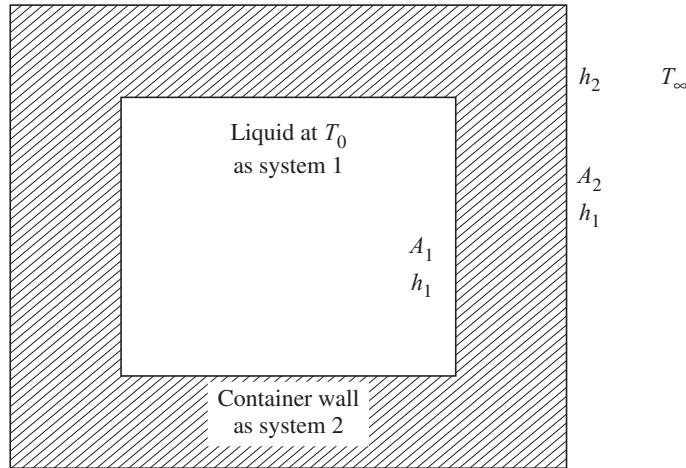 h₂ T∞
Liquid at T₀
as system 1
A₂
h₁
A₁
h₁
Container wall
as system 2